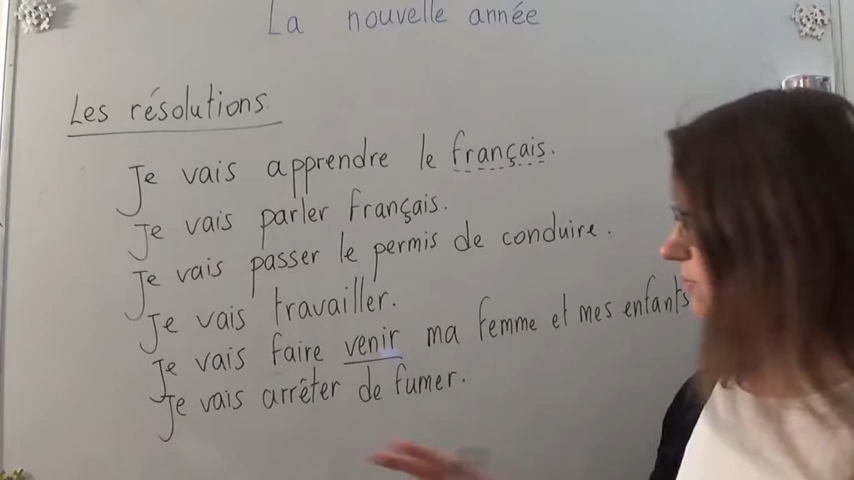 La nouvelle année
Les résolutions
Je vais apprendre le français.
Je vais parler français.
Je vais passer le permis de conduire.
Je vais travailler.
Je vais faire venir ma femme et mes enfants
Je vais arrêter de fumer.